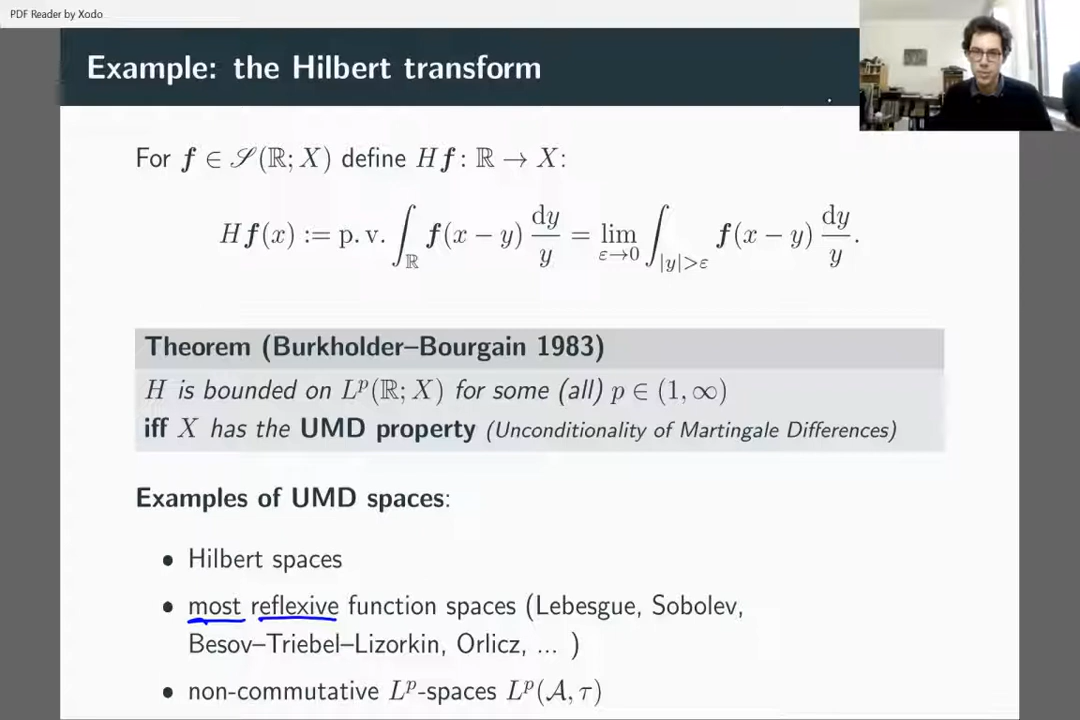 PDF Reader by Xodo
Example: the Hilbert transform
For 𝒇 ∈ 𝒮(ℝ; X) define H𝒇 : ℝ → X:
H𝒇(x) := p. v. ∫_ℝ 𝒇(x − y) dy/y = lim_{ε→0} ∫_{|y|>ε} 𝒇(x − y) dy/y.
Theorem (Burkholder–Bourgain 1983)
H is bounded on L^p(ℝ; X) for some (all) p ∈ (1, ∞)
iff X has the UMD property (Unconditionality of Martingale Differences)
Examples of UMD spaces:
• Hilbert spaces
• most reflexive function spaces (Lebesgue, Sobolev,
Besov–Triebel–Lizorkin, Orlicz, ... )
• non-commutative L^p-spaces L^p(𝒜, τ)